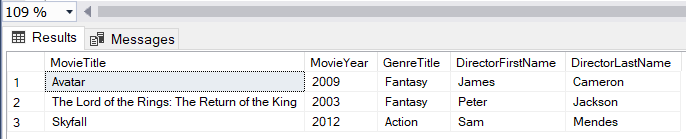 109 %
Results Messages
MovieTitle MovieYear GenreTitle DirectorFirstName DirectorLastName
1 Avatar 2009 Fantasy James Cameron
2 The Lord of the Rings: The Return of the King 2003 Fantasy Peter Jackson
3 Skyfall 2012 Action Sam Mendes